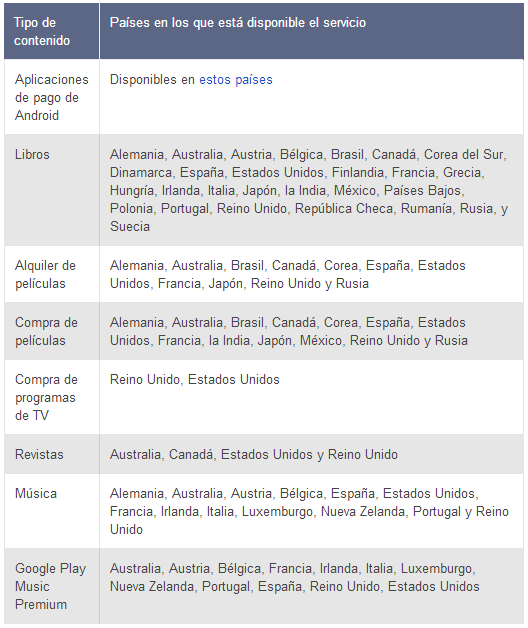 Tipo de
contenido
Países en los que está disponible el servicio
Aplicaciones
de pago de
Android
Disponibles en estos países
Libros
Alemania, Australia, Austria, Bélgica, Brasil, Canadá, Corea del Sur,
Dinamarca, España, Estados Unidos, Finlandia, Francia, Grecia,
Hungría, Irlanda, Italia, Japón, la India, México, Países Bajos,
Polonia, Portugal, Reino Unido, República Checa, Rumanía, Rusia, y
Suecia
Alquiler de
películas
Alemania, Australia, Brasil, Canadá, Corea, España, Estados
Unidos, Francia, Japón, Reino Unido y Rusia
Compra de
películas
Alemania, Australia, Brasil, Canadá, Corea, España, Estados
Unidos, Francia, la India, Japón, México, Reino Unido y Rusia
Compra de
programas
de TV
Reino Unido, Estados Unidos
Revistas
Australia, Canadá, Estados Unidos y Reino Unido
Música
Alemania, Australia, Austria, Bélgica, España, Estados Unidos,
Francia, Irlanda, Italia, Luxemburgo, Nueva Zelanda, Portugal y Reino
Unido
Google Play
Music
Premium
Australia, Austria, Bélgica, Francia, Irlanda, Italia, Luxemburgo,
Nueva Zelanda, Portugal, España, Reino Unido, Estados Unidos